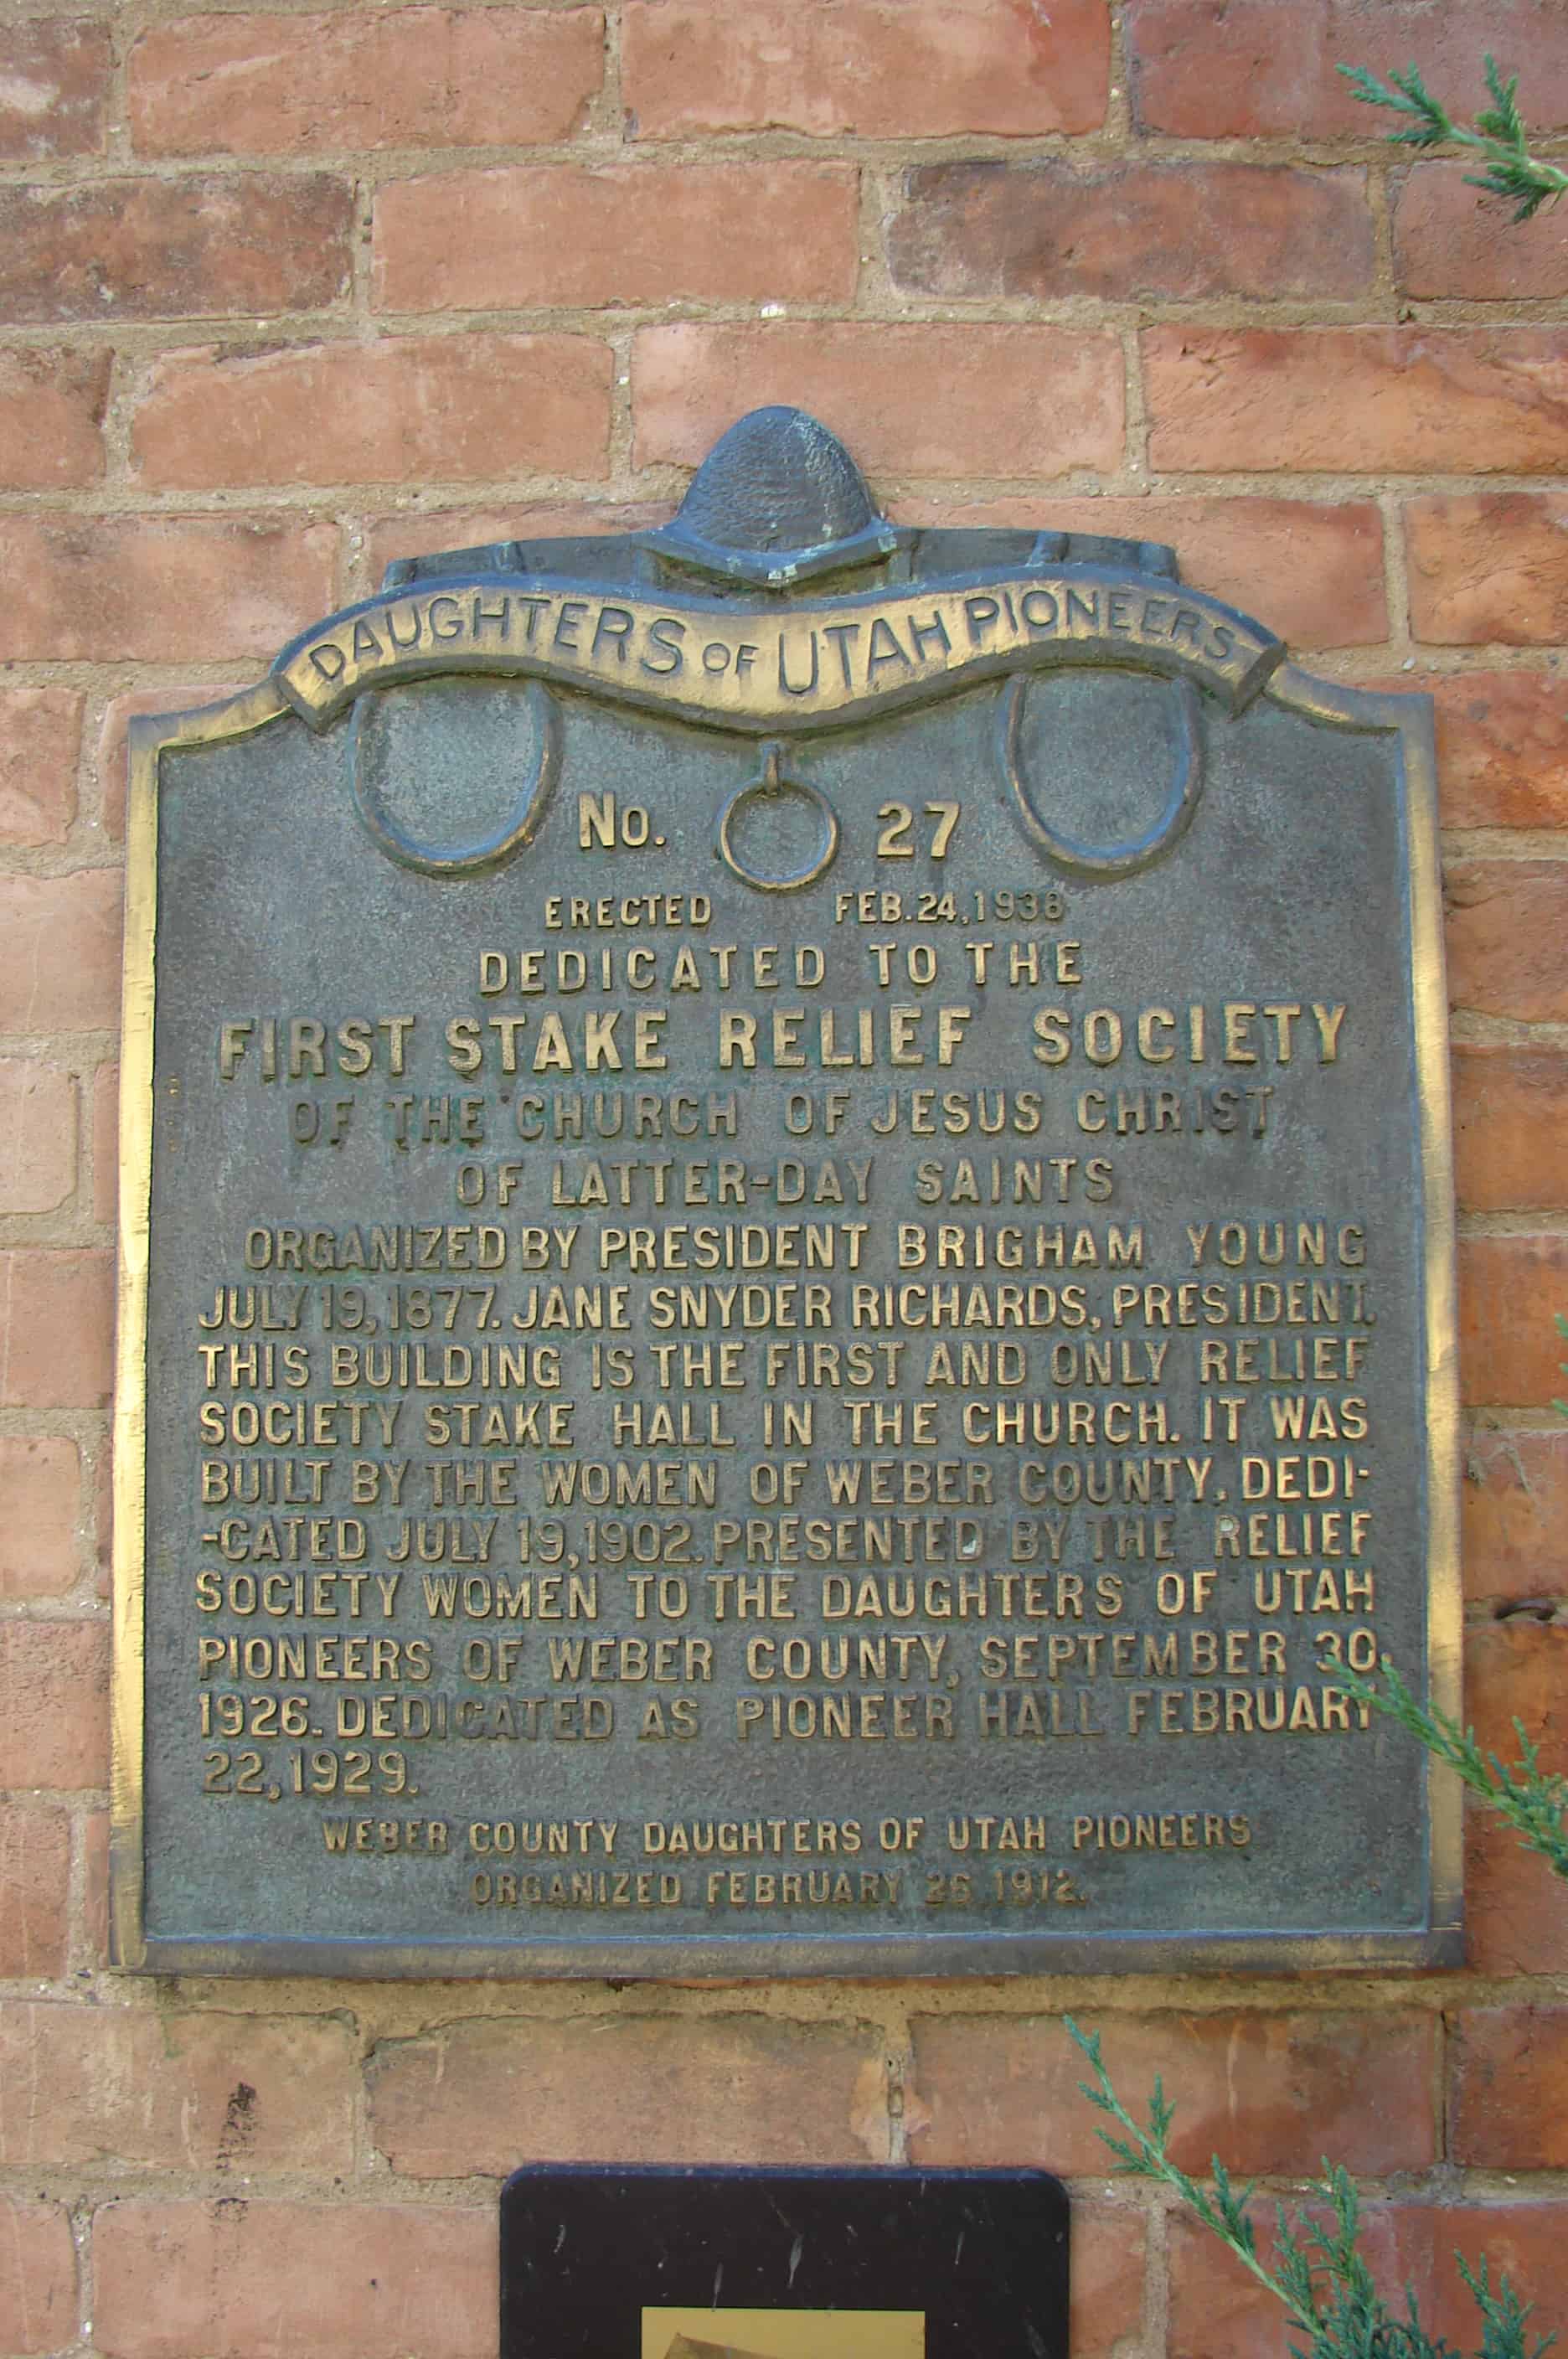 DAUGHTERS OF UTAH PIONEERS
No. 27
ERECTED FEB. 24, 1938
DEDICATED TO THE
FIRST STAKE RELIEF SOCIETY
OF THE CHURCH OF JESUS CHRIST
OF LATTER-DAY SAINTS
ORGANIZED BY PRESIDENT BRIGHAM YOUNG
JULY 19, 1877. JANE SNYDER RICHARDS, PRESIDENT.
THIS BUILDING IS THE FIRST AND ONLY RELIEF
SOCIETY STAKE HALL IN THE CHURCH. IT WAS
BUILT BY THE WOMEN OF WEBER COUNTY. DEDI-
-CATED JULY 19, 1902. PRESENTED BY THE RELIEF
SOCIETY WOMEN TO THE DAUGHTERS OF UTAH
PIONEERS OF WEBER COUNTY, SEPTEMBER 30,
1926. DEDICATED AS PIONEER HALL FEBRUARY
22, 1929.
WEBER COUNTY DAUGHTERS OF UTAH PIONEERS
ORGANIZED FEBRUARY 26, 1912.